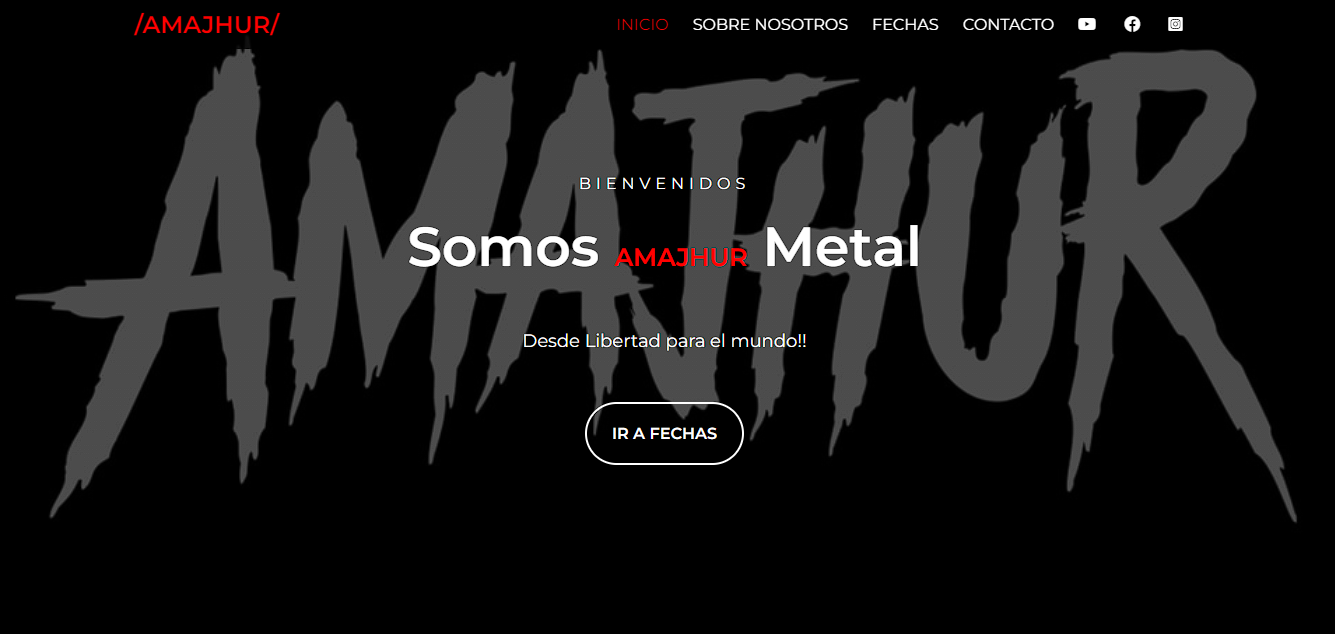 /AMAJHUR/ INICIO SOBRE NOSOTROS FECHAS CONTACTO
AMAJHUR
BIENVENIDOS
Somos AMAJHUR Metal
Desde Libertad para el mundo!!
IR A FECHAS